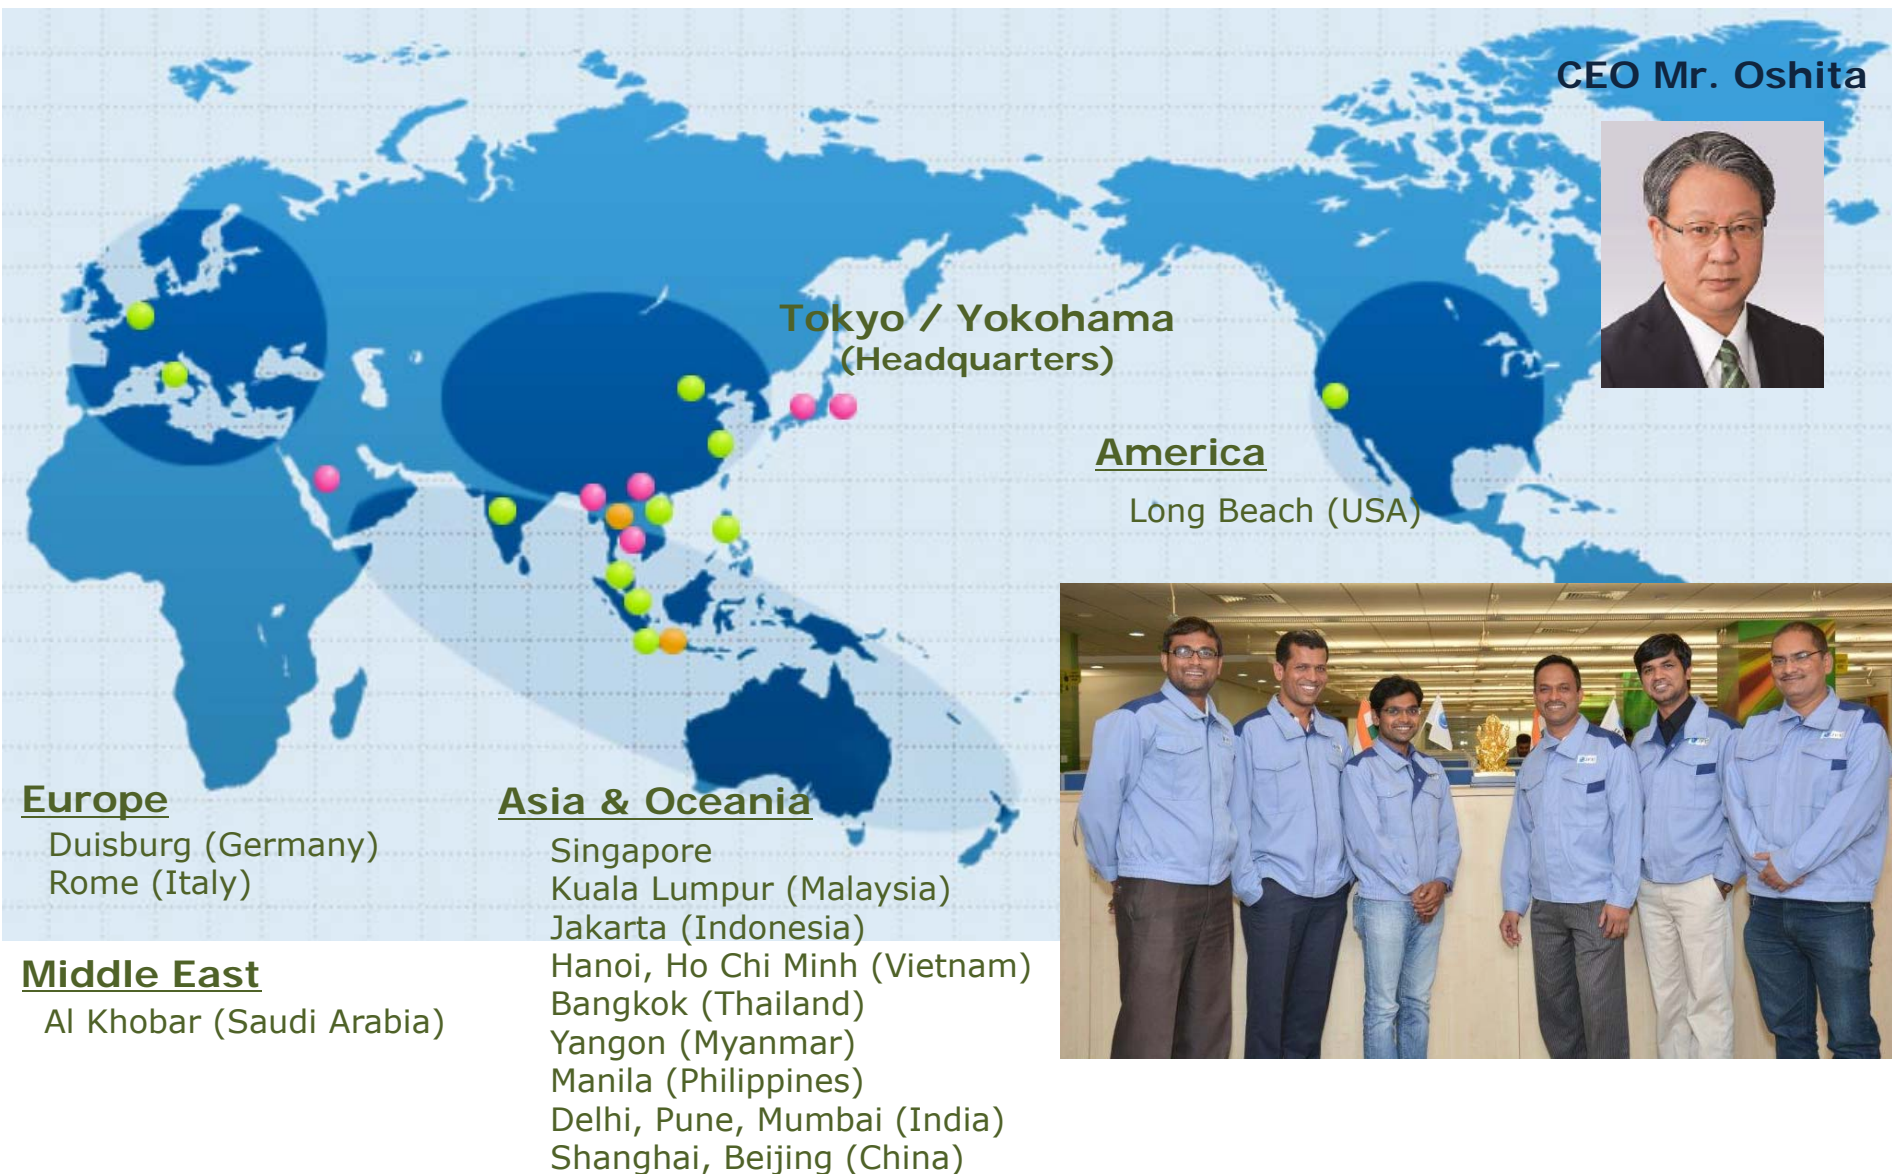 CEO Mr. Oshita
Tokyo / Yokohama
(Headquarters)
America
Long Beach (USA)
Europe
Duisburg (Germany)
Rome (Italy)
Middle East
Al Khobar (Saudi Arabia)
Asia & Oceania
Singapore
Kuala Lumpur (Malaysia)
Jakarta (Indonesia)
Hanoi, Ho Chi Minh (Vietnam)
Bangkok (Thailand)
Yangon (Myanmar)
Manila (Philippines)
Delhi, Pune, Mumbai (India)
Shanghai, Beijing (China)